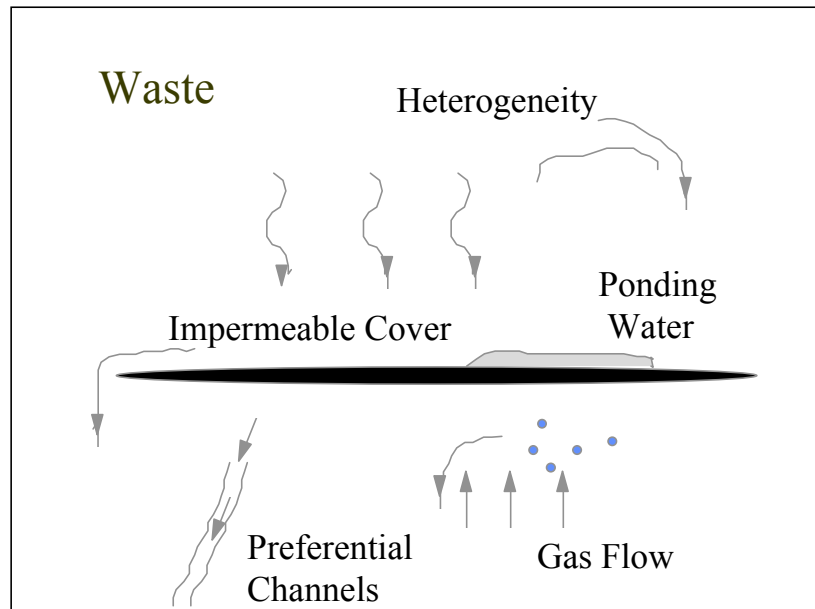 Waste
Heterogeneity
Ponding
Water
Impermeable Cover
Preferential
Channels
Gas Flow